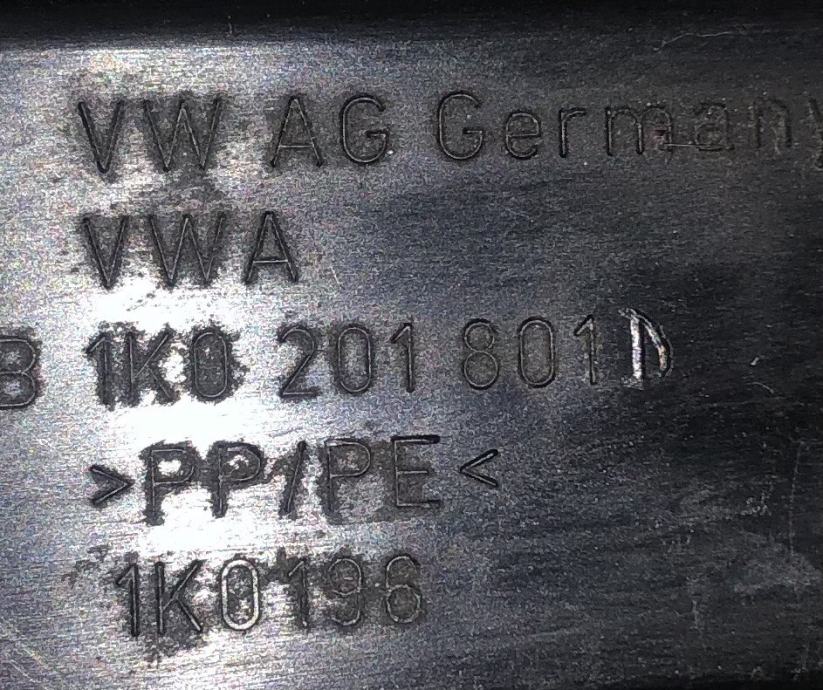 VW AG Germany
VWA
B 1K0 201 801 D
>PP/PE<
1K0196